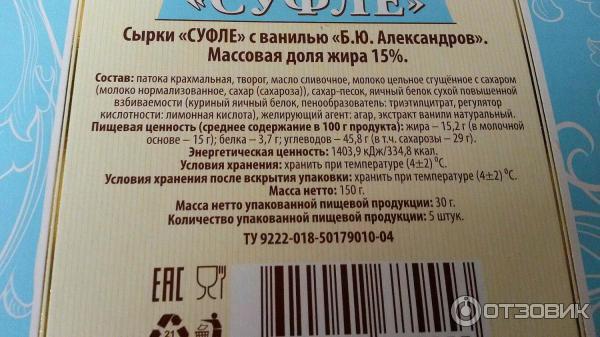 «СУФЛЕ»
Сырки «СУФЛЕ» с ванилью «Б.Ю. Александров».
Массовая доля жира 15%.
Состав: патока крахмальная, творог, масло сливочное, молоко цельное сгущённое с сахаром
(молоко нормализованное, сахар (сахароза)), сахар-песок, яичный белок сухой повышенной
взбиваемости (куриный яичный белок, пенообразователь: триэтилцитрат, регулятор
кислотности: лимонная кислота), желирующий агент: агар, экстракт ванили натуральный.
Пищевая ценность (среднее содержание в 100 г продукта): жира – 15,2 г (в молочной
основе – 15 г); белка – 3,7 г; углеводов – 45,8 г (в т.ч. сахарозы – 29 г).
Энергетическая ценность: 1403,9 кДж/334,8 ккал.
Условия хранения: хранить при температуре (4±2) ⁰С.
Условия хранения после вскрытия упаковки: хранить при температуре (4±2) ⁰С.
Масса нетто: 150 г.
Масса нетто упакованной пищевой продукции: 30 г.
Количество упакованной пищевой продукции: 5 штук.
ТУ 9222-018-50179010-04
ЕАС
21
ОТЗОВИК